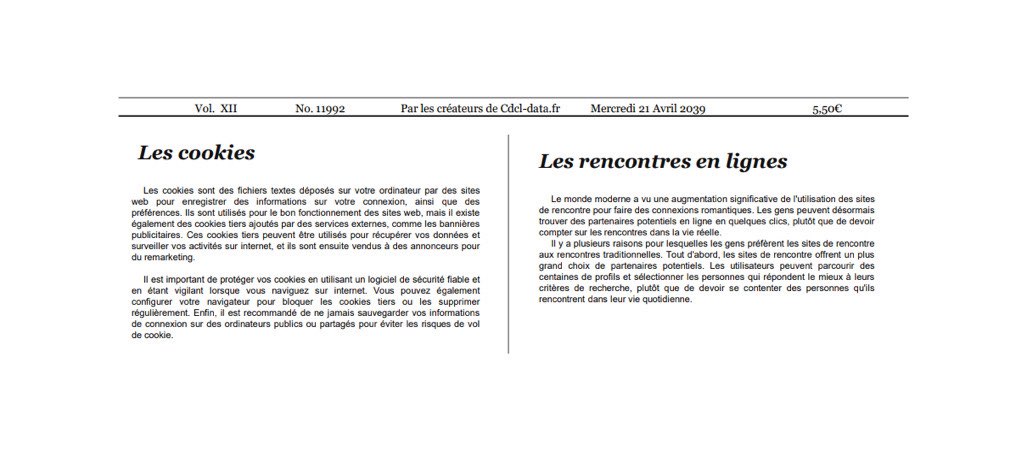 Vol. XII No. 11992 Par les créateurs de Cdcl-data.fr Mercredi 21 Avril 2039 5,50€
Les cookies
Les cookies sont des fichiers textes déposés sur votre ordinateur par des sites
web pour enregistrer des informations sur votre connexion, ainsi que des
préférences. Ils sont utilisés pour le bon fonctionnement des sites web, mais il existe
également des cookies tiers ajoutés par des services externes, comme les bannières
publicitaires. Ces cookies tiers peuvent être utilisés pour récupérer vos données et
surveiller vos activités sur internet, et ils sont ensuite vendus à des annonceurs pour
du remarketing.
Il est important de protéger vos cookies en utilisant un logiciel de sécurité fiable et
en étant vigilant lorsque vous naviguez sur internet. Vous pouvez également
configurer votre navigateur pour bloquer les cookies tiers ou les supprimer
régulièrement. Enfin, il est recommandé de ne jamais sauvegarder vos informations
de connexion sur des ordinateurs publics ou partagés pour éviter les risques de vol
de cookie.
Les rencontres en lignes
Le monde moderne a vu une augmentation significative de l'utilisation des sites
de rencontre pour faire des connexions romantiques. Les gens peuvent désormais
trouver des partenaires potentiels en ligne en quelques clics, plutôt que de devoir
compter sur les rencontres dans la vie réelle.
Il y a plusieurs raisons pour lesquelles les gens préfèrent les sites de rencontre
aux rencontres traditionnelles. Tout d'abord, les sites de rencontre offrent un plus
grand choix de partenaires potentiels. Les utilisateurs peuvent parcourir des
centaines de profils et sélectionner les personnes qui répondent le mieux à leurs
critères de recherche, plutôt que de devoir se contenter des personnes qu'ils
rencontrent dans leur vie quotidienne.